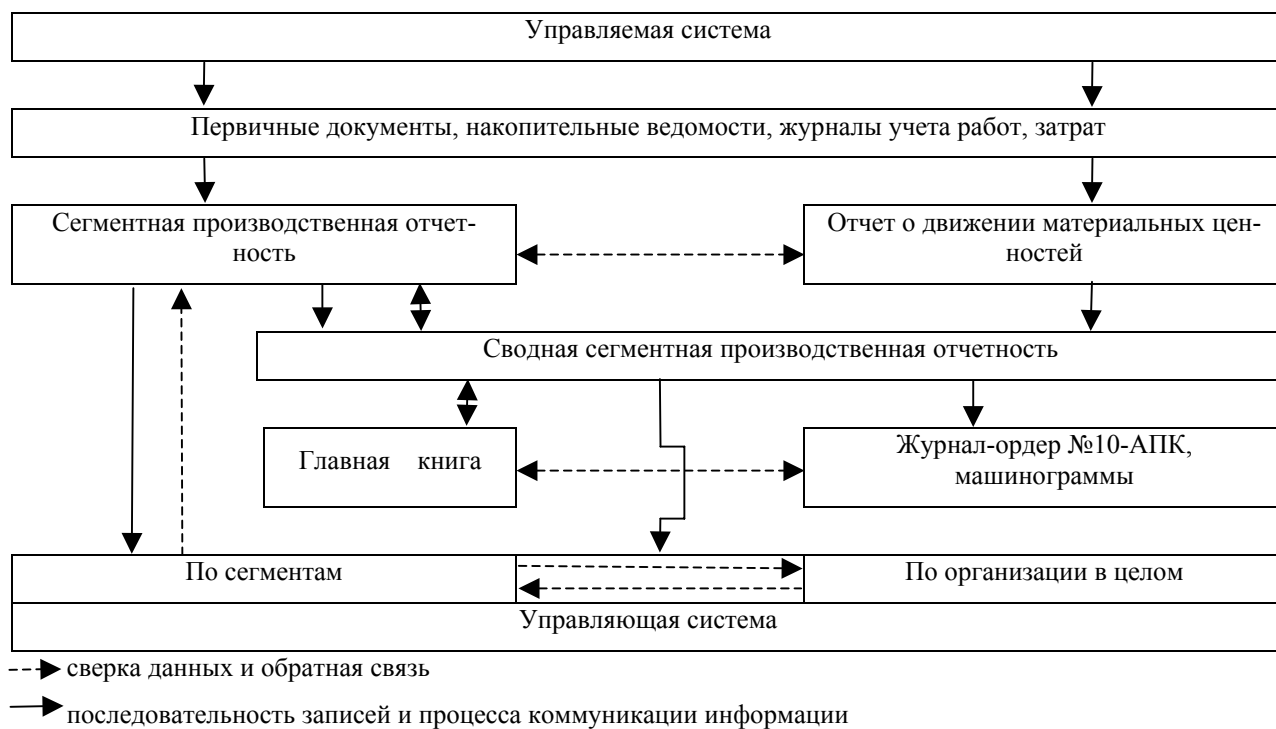 Управляемая система
Первичные документы, накопительные ведомости, журналы учета работ, затрат
Сегментная производственная отчет-
ность
Отчет о движении материальных цен-
ностей
Сводная сегментная производственная отчетность
Главная книга
Журнал-ордер №10-АПК,
машинограммы
По сегментам
По организации в целом
Управляющая система
сверка данных и обратная связь
последовательность записей и процесса коммуникации информации